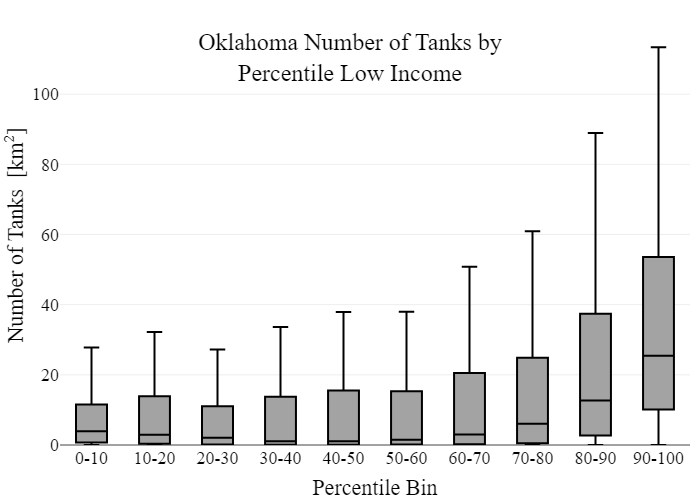 Oklahoma Number of Tanks by
Percentile Low Income
Number of Tanks [km²]
100
80
60
40
20
0
0-10 10-20 20-30 30-40 40-50 50-60 60-70 70-80 80-90 90-100
Percentile Bin